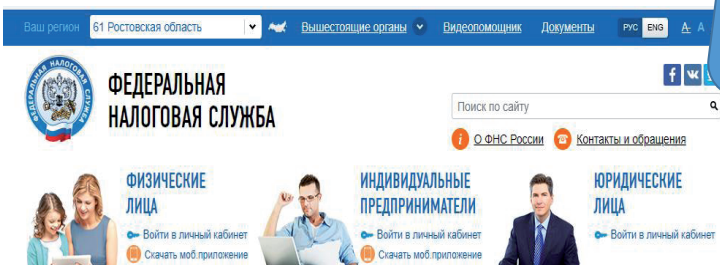 Ваш регион 61 Ростовская область Вышестоящие органы Видеопомощник Документы РУС ENG A- A
ФЕДЕРАЛЬНАЯ
НАЛОГОВАЯ СЛУЖБА
Поиск по сайту
О ФНС России Контакты и обращения
ФИЗИЧЕСКИЕ
ЛИЦА
Войти в личный кабинет
Скачать моб.приложение
ИНДИВИДУАЛЬНЫЕ
ПРЕДПРИНИМАТЕЛИ
Войти в личный кабинет
Скачать моб.приложение
ЮРИДИЧЕСКИЕ
ЛИЦА
Войти в личный кабинет